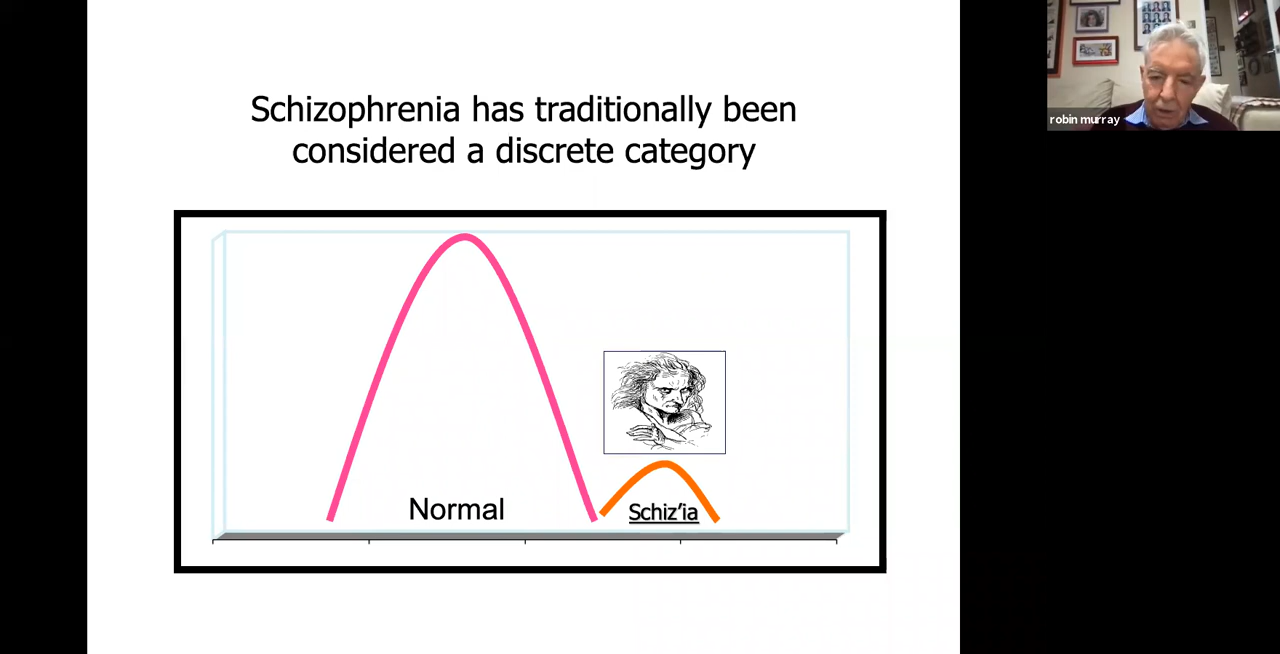 Schizophrenia has traditionally been
considered a discrete category
Normal
Schiz’ia
robin murray